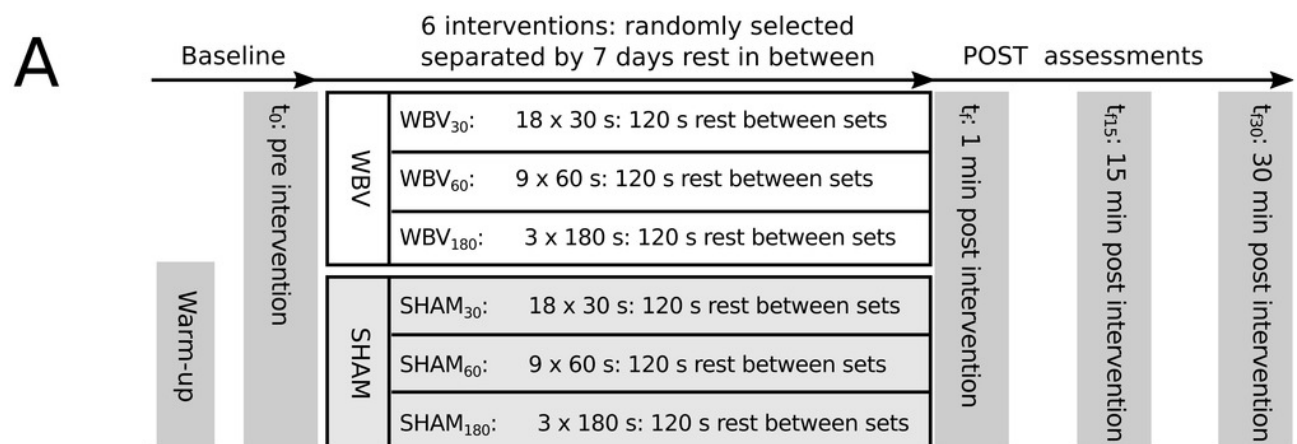 A
Baseline
6 interventions: randomly selected
separated by 7 days rest in between
POST assessments
Warm-up
t0: pre intervention
WBV
WBV30: 18 x 30 s: 120 s rest between sets
WBV60: 9 x 60 s: 120 s rest between sets
WBV180: 3 x 180 s: 120 s rest between sets
SHAM
SHAM30: 18 x 30 s: 120 s rest between sets
SHAM60: 9 x 60 s: 120 s rest between sets
SHAM180: 3 x 180 s: 120 s rest between sets
tf: 1 min post intervention
tf15: 15 min post intervention
tf30: 30 min post intervention